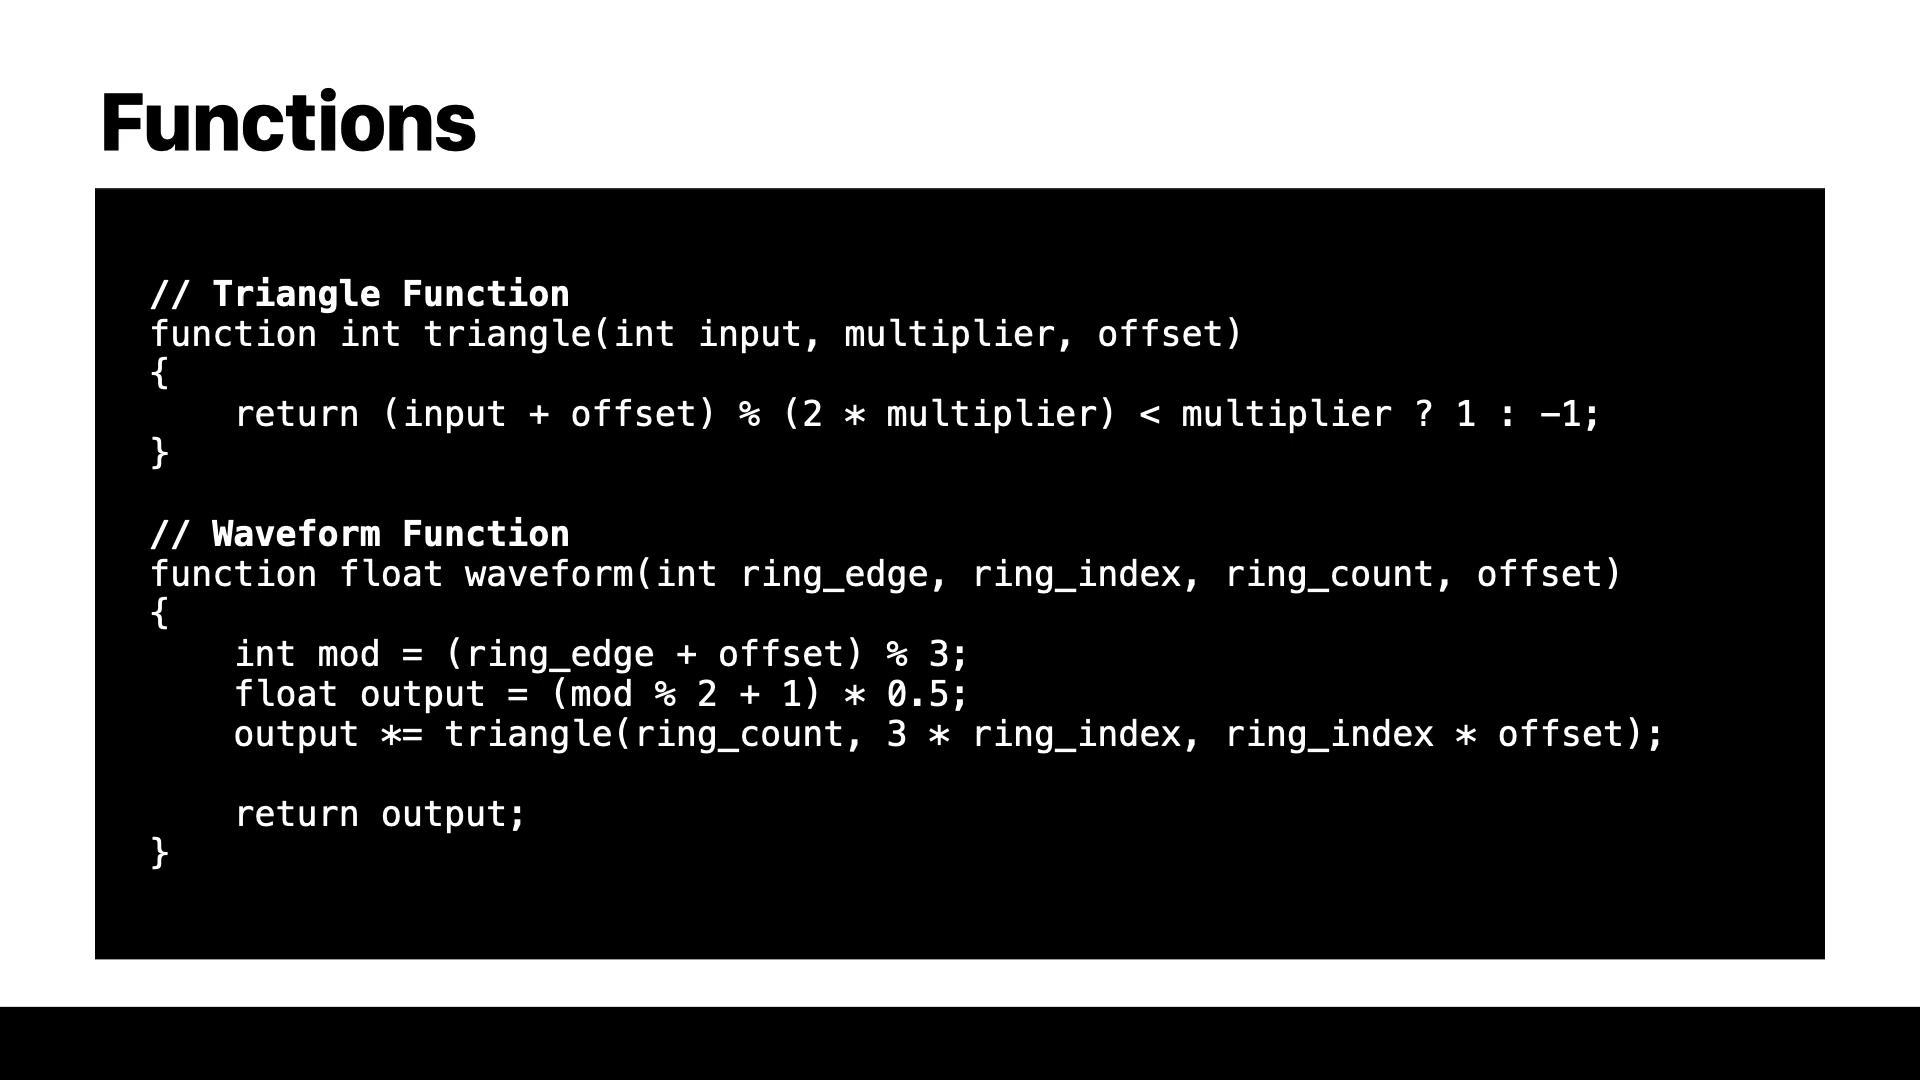 Functions
// Triangle Function
function int triangle(int input, multiplier, offset)
{
    return (input + offset) % (2 * multiplier) < multiplier ? 1 : -1;
}
// Waveform Function
function float waveform(int ring_edge, ring_index, ring_count, offset)
{
    int mod = (ring_edge + offset) % 3;
    float output = (mod % 2 + 1) * 0.5;
    output *= triangle(ring_count, 3 * ring_index, ring_index * offset);
    return output;
}